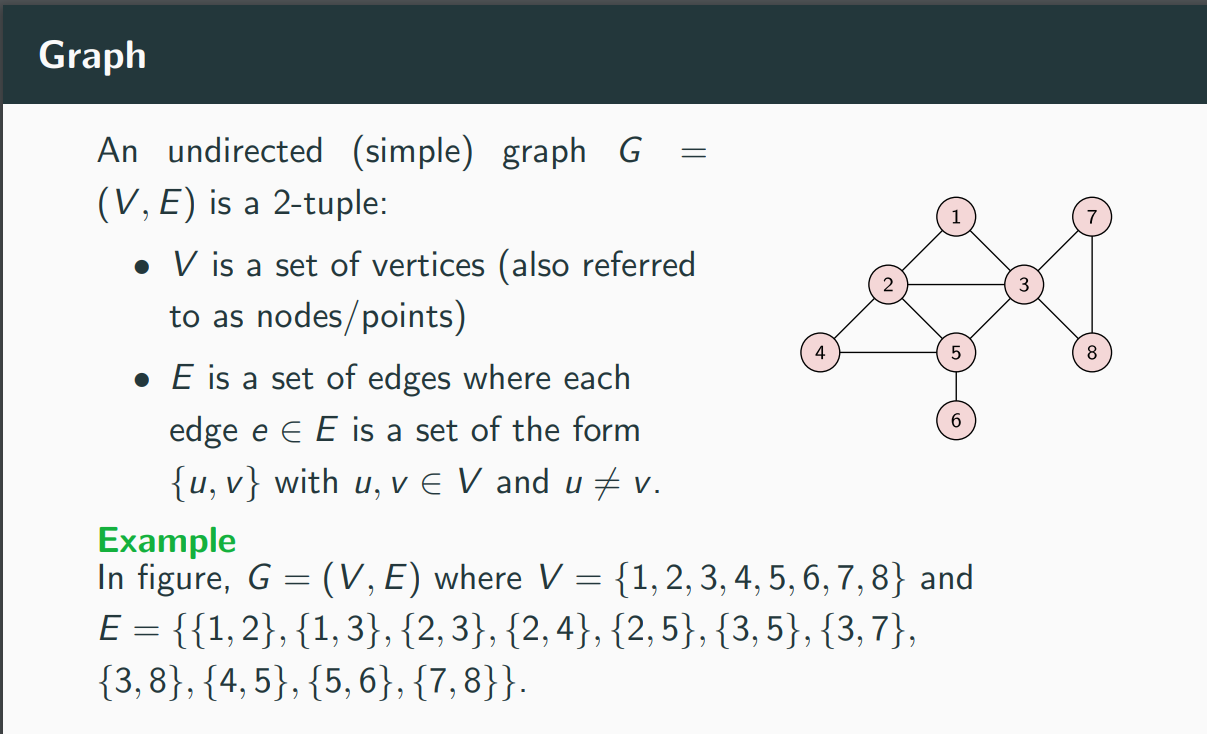 Graph
An undirected (simple) graph G =
(V, E) is a 2-tuple:
• V is a set of vertices (also referred
to as nodes/points)
• E is a set of edges where each
edge e ∈ E is a set of the form
{u, v} with u, v ∈ V and u ≠ v.
1 7
2 3
4 5 8
6
Example
In figure, G = (V, E) where V = {1, 2, 3, 4, 5, 6, 7, 8} and
E = {{1, 2}, {1, 3}, {2, 3}, {2, 4}, {2, 5}, {3, 5}, {3, 7},
{3, 8}, {4, 5}, {5, 6}, {7, 8}}.